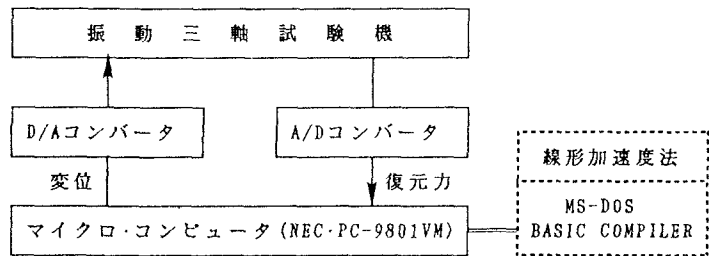 振動三軸試験機
D/Aコンバータ
A/Dコンバータ
変位
復元力
線形加速度法
MS-DOS
BASIC COMPILER
マイクロ·コンピュータ(NEC·PC-9801VM)